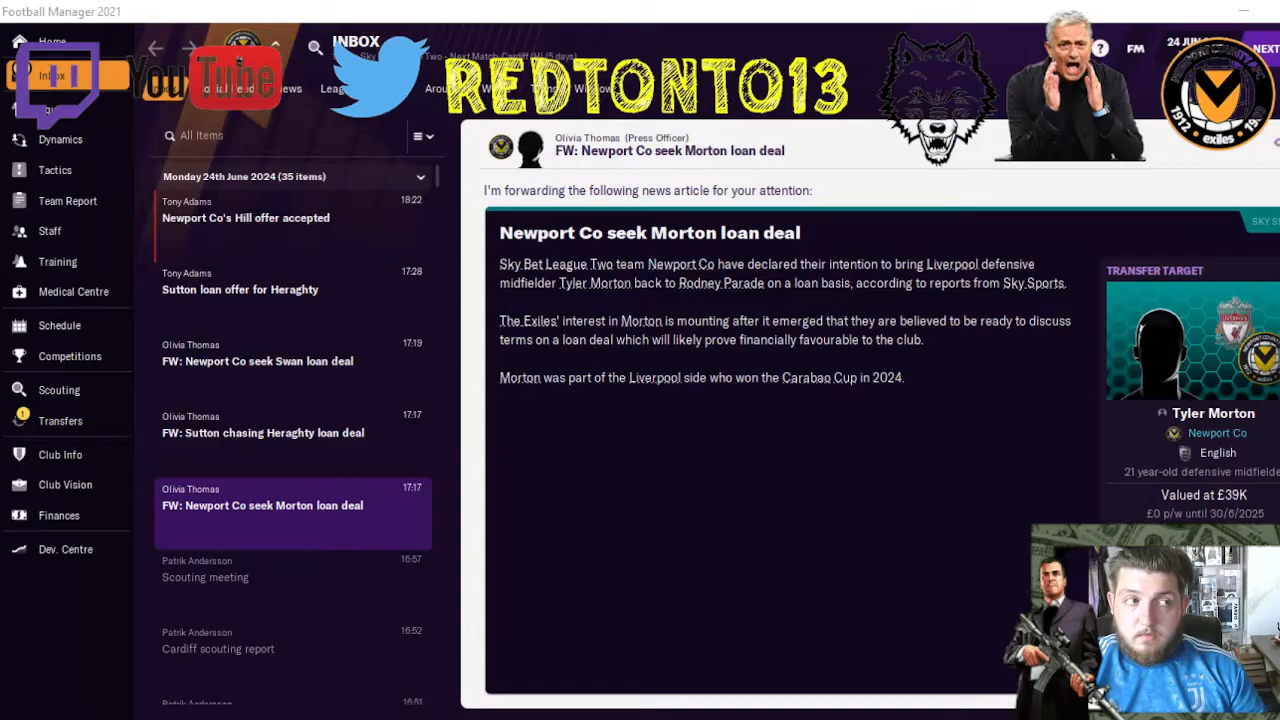 Football Manager 2021
Home
INBOX
24 JUN
FM
NEXT
Inbox
YouTube
REDTONTO13
Two - Next Match Cardiff (H) (5 days)
Dynamics
Tactics
Team Report
Staff
Training
Medical Centre
Schedule
Competitions
Scouting
1
Transfers
Club Info
Club Vision
Finances
Dev. Centre
All Items
Monday 24th June 2024 (35 items)
Tony Adams 18:22
Newport Co's Hill offer accepted
Tony Adams 17:28
Sutton loan offer for Heraghty
Olivia Thomas 17:19
FW: Newport Co seek Swan loan deal
Olivia Thomas 17:17
FW: Sutton chasing Heraghty loan deal
Olivia Thomas 17:17
FW: Newport Co seek Morton loan deal
Patrik Andersson 16:57
Scouting meeting
Patrik Andersson 16:52
Cardiff scouting report
16:51
Olivia Thomas (Press Officer)
FW: Newport Co seek Morton loan deal
I'm forwarding the following news article for your attention:
Newport Co seek Morton loan deal
Sky Bet League Two team Newport Co have declared their intention to bring Liverpool defensive
midfielder Tyler Morton back to Rodney Parade on a loan basis, according to reports from Sky Sports.
The Exiles' interest in Morton is mounting after it emerged that they are believed to be ready to discuss
terms on a loan deal which will likely prove financially favourable to the club.
Morton was part of the Liverpool side who won the Carabao Cup in 2024.
SKY S
TRANSFER TARGET
Tyler Morton
Newport Co
English
21 year-old defensive midfielde
Valued at £39K
£0 p/w until 30/6/2025
1912 exiles